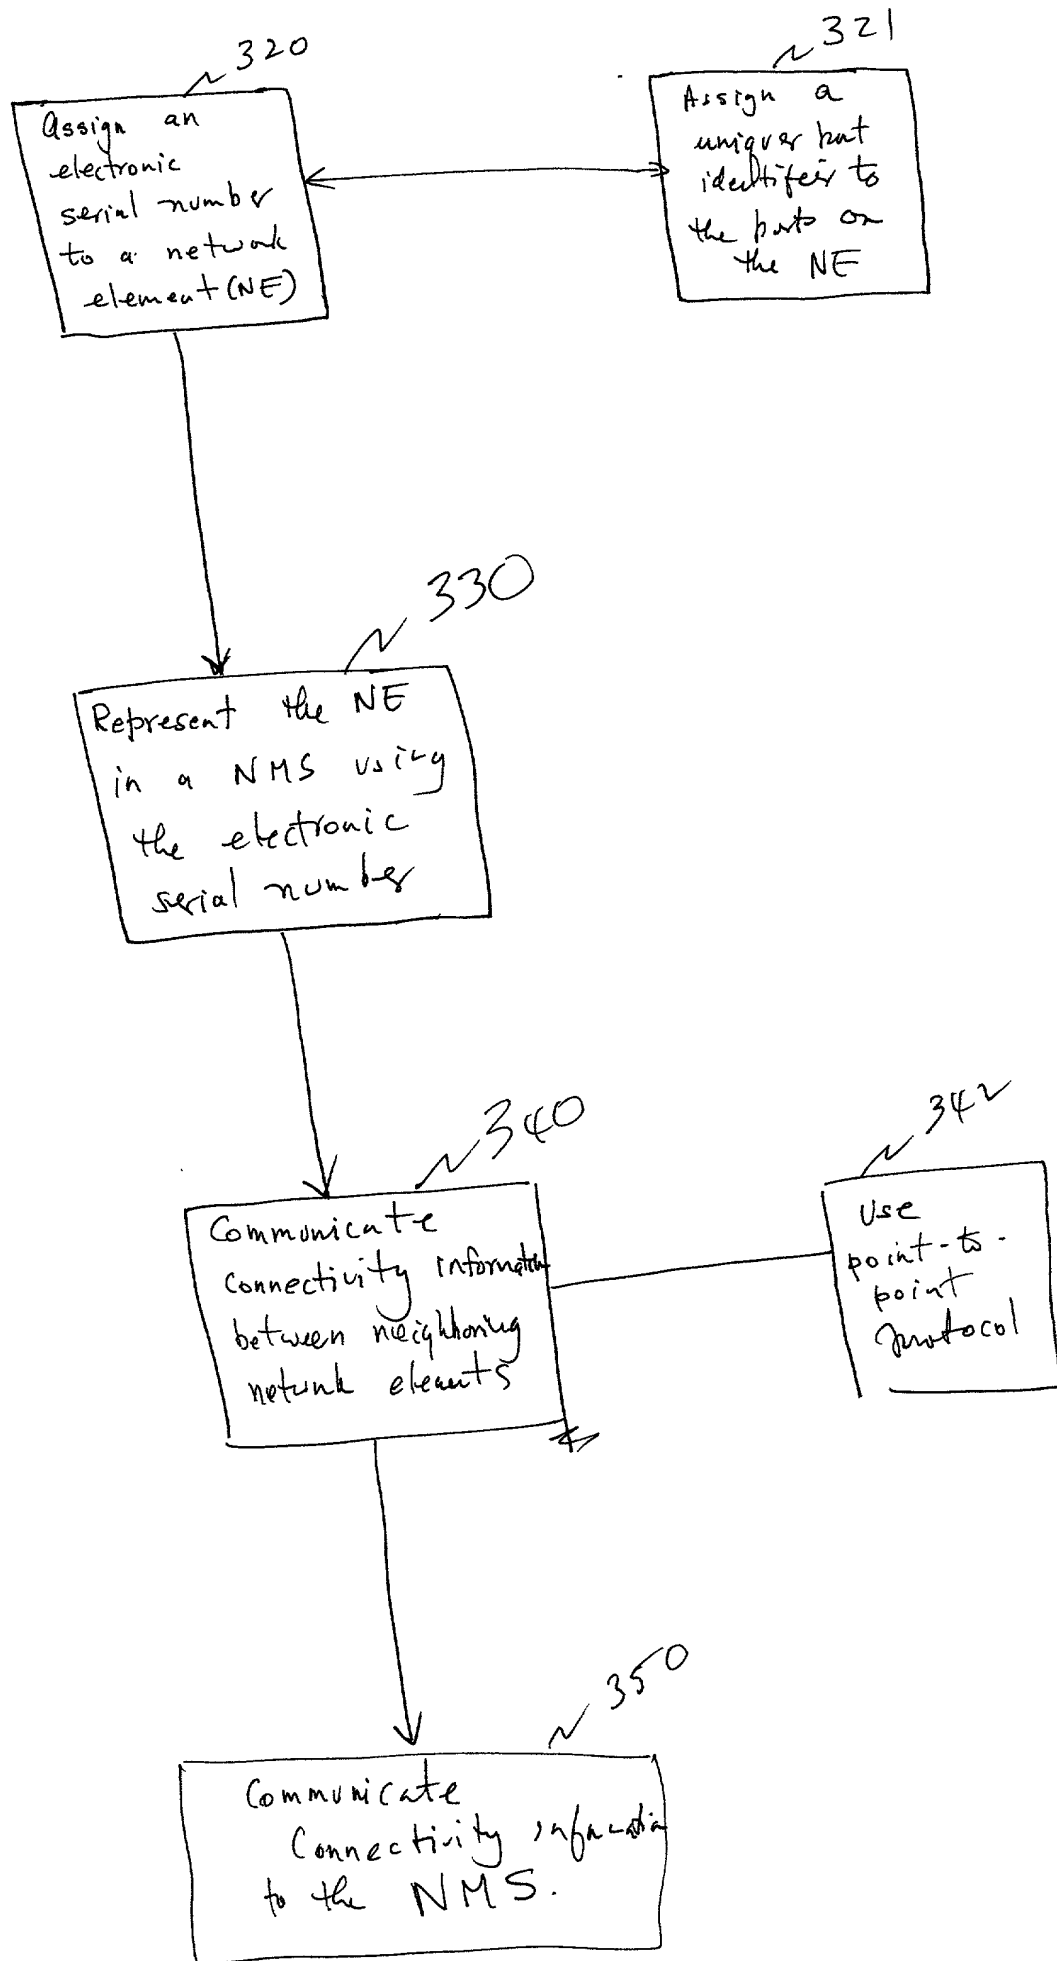 320
Assign an
electronic
serial number
to a network
element (NE)
321
Assign a
uniquer port
identifeir to
the ports on
the NE
330
Represent the NE
in a NMS using
the electronic
serial number
340
Communicate
connectivity information
between neighboring
network elements
342
Use
point-to-
point
protocol
350
Communicate
Connectivity information
to the NMS.